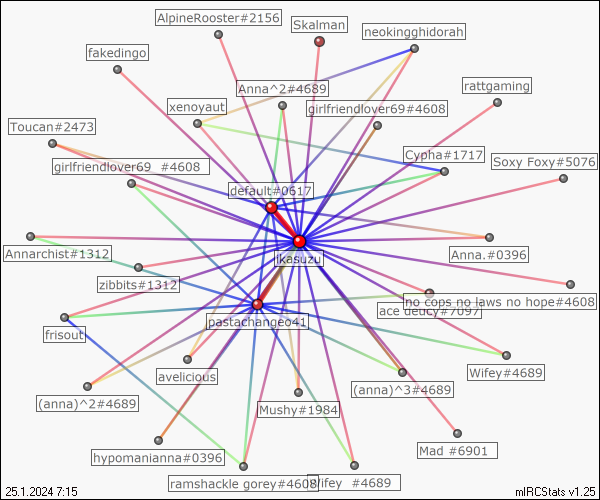 AlpineRooster#2156
Skalman
neokingghidorah
fakedingo
Anna^2#4689
rattgaming
xenoyaut
girlfriendlover69#4608
Toucan#2473
Cypha#1717
Soxy Foxy#5076
girlfriendlover69 #4608
default#0617
Annarchist#1312
Anna.#0396
ikasuzu
zibbits#1312
no cops no laws no hope#4608
ace deucy#7097
pastachangeo41
frisout
avelicious
Wifey#4689
(anna)^2#4689
(anna)^3#4689
Mushy#1984
hypomanianna#0396
Mad #6901
ramshackle gorey#4608
Wifey #4689
25.1.2024 7:15
mIRCStats v1.25